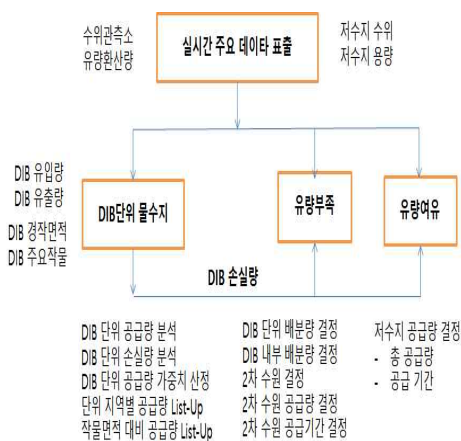 수위관측소
유량환산량
실시간 주요 데이타 표출
저수지 수위
저수지 용량
DIB 유입량
DIB 유출량
DIB 경작면적
DIB 주요작물
DIB단위 물수지
유량부족
유량여유
DIB 손실량
DIB 단위 공급량 분석
DIB 단위 손실량 분석
DIB 단위 공급량 가중치 산정
단위 지역별 공급량 List-Up
작물면적 대비 공급량 List-Up
DIB 단위 배분량 결정
DIB 내부 배분량 결정
2차 수원 결정
2차 수원 공급량 결정
2차 수원 공급기간 결정
저수지 공급량 결정
- 총 공급량
- 공급 기간